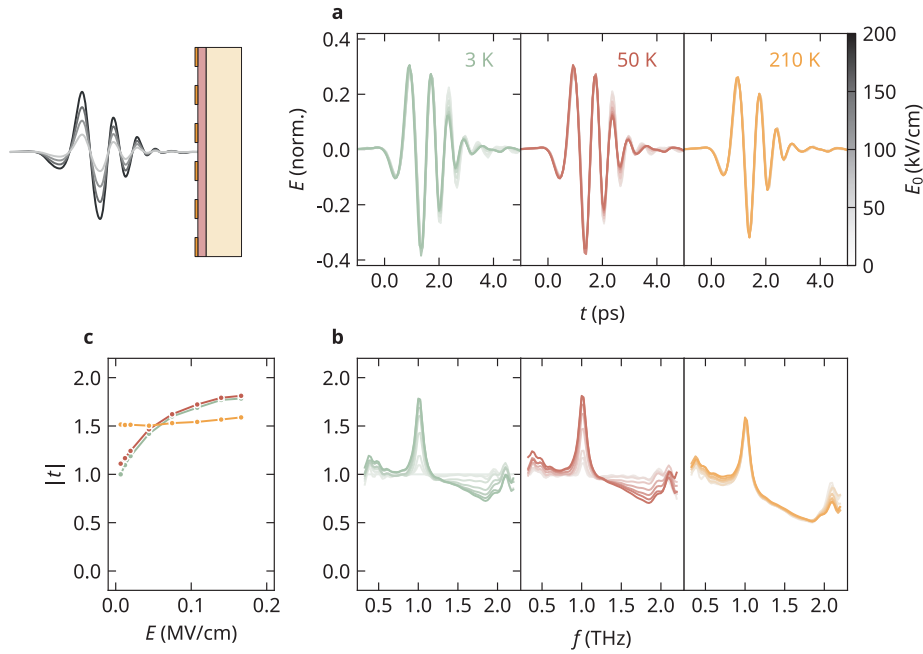 a
0.4
0.2
0.0
-0.2
-0.4
E (norm.)
3 K
50 K
210 K
0.0 2.0 4.0 0.0 2.0 4.0 0.0 2.0 4.0
t (ps)
200
150
100
50
0
E0 (kV/cm)
c
2.0
1.5
1.0
0.5
0.0
|t|
0.0 0.1 0.2
E (MV/cm)
b
2.0
1.5
1.0
0.5
0.0
0.5 1.0 1.5 2.0 0.5 1.0 1.5 2.0 0.5 1.0 1.5 2.0
f (THz)